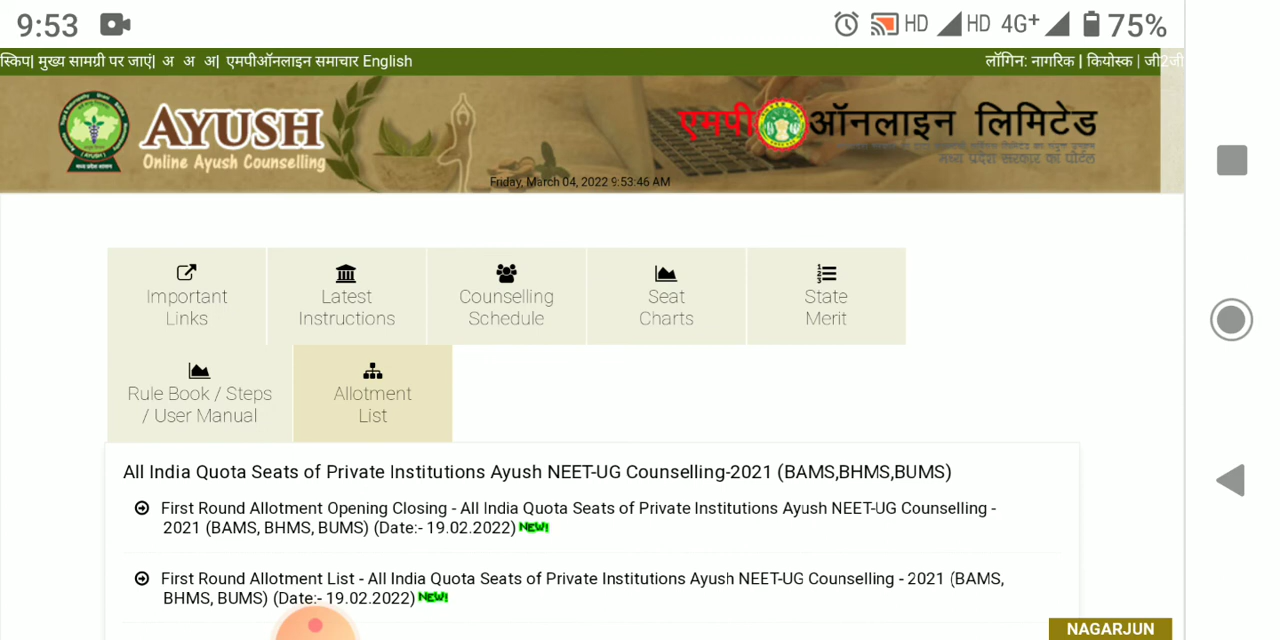 9:53 HD HD 4G+ 75%
स्किप| मुख्य सामग्री पर जाएं| अ अ अ| एमपीऑनलाइन समाचार English लॉगिन: नागरिक | कियोस्क | जी2जी
AYUSH
Online Ayush Counselling
एमपी ऑनलाइन लिमिटेड
मध्य प्रदेश सरकार का पोर्टल
Friday, March 04, 2022 9:53:46 AM
Important
Links
Latest
Instructions
Counselling
Schedule
Seat
Charts
State
Merit
Rule Book / Steps
/ User Manual
Allotment
List
All India Quota Seats of Private Institutions Ayush NEET-UG Counselling-2021 (BAMS,BHMS,BUMS)
First Round Allotment Opening Closing - All India Quota Seats of Private Institutions Ayush NEET-UG Counselling -
2021 (BAMS, BHMS, BUMS) (Date:- 19.02.2022) NEW!
First Round Allotment List - All India Quota Seats of Private Institutions Ayush NEET-UG Counselling - 2021 (BAMS,
BHMS, BUMS) (Date:- 19.02.2022) NEW!
NAGARJUN